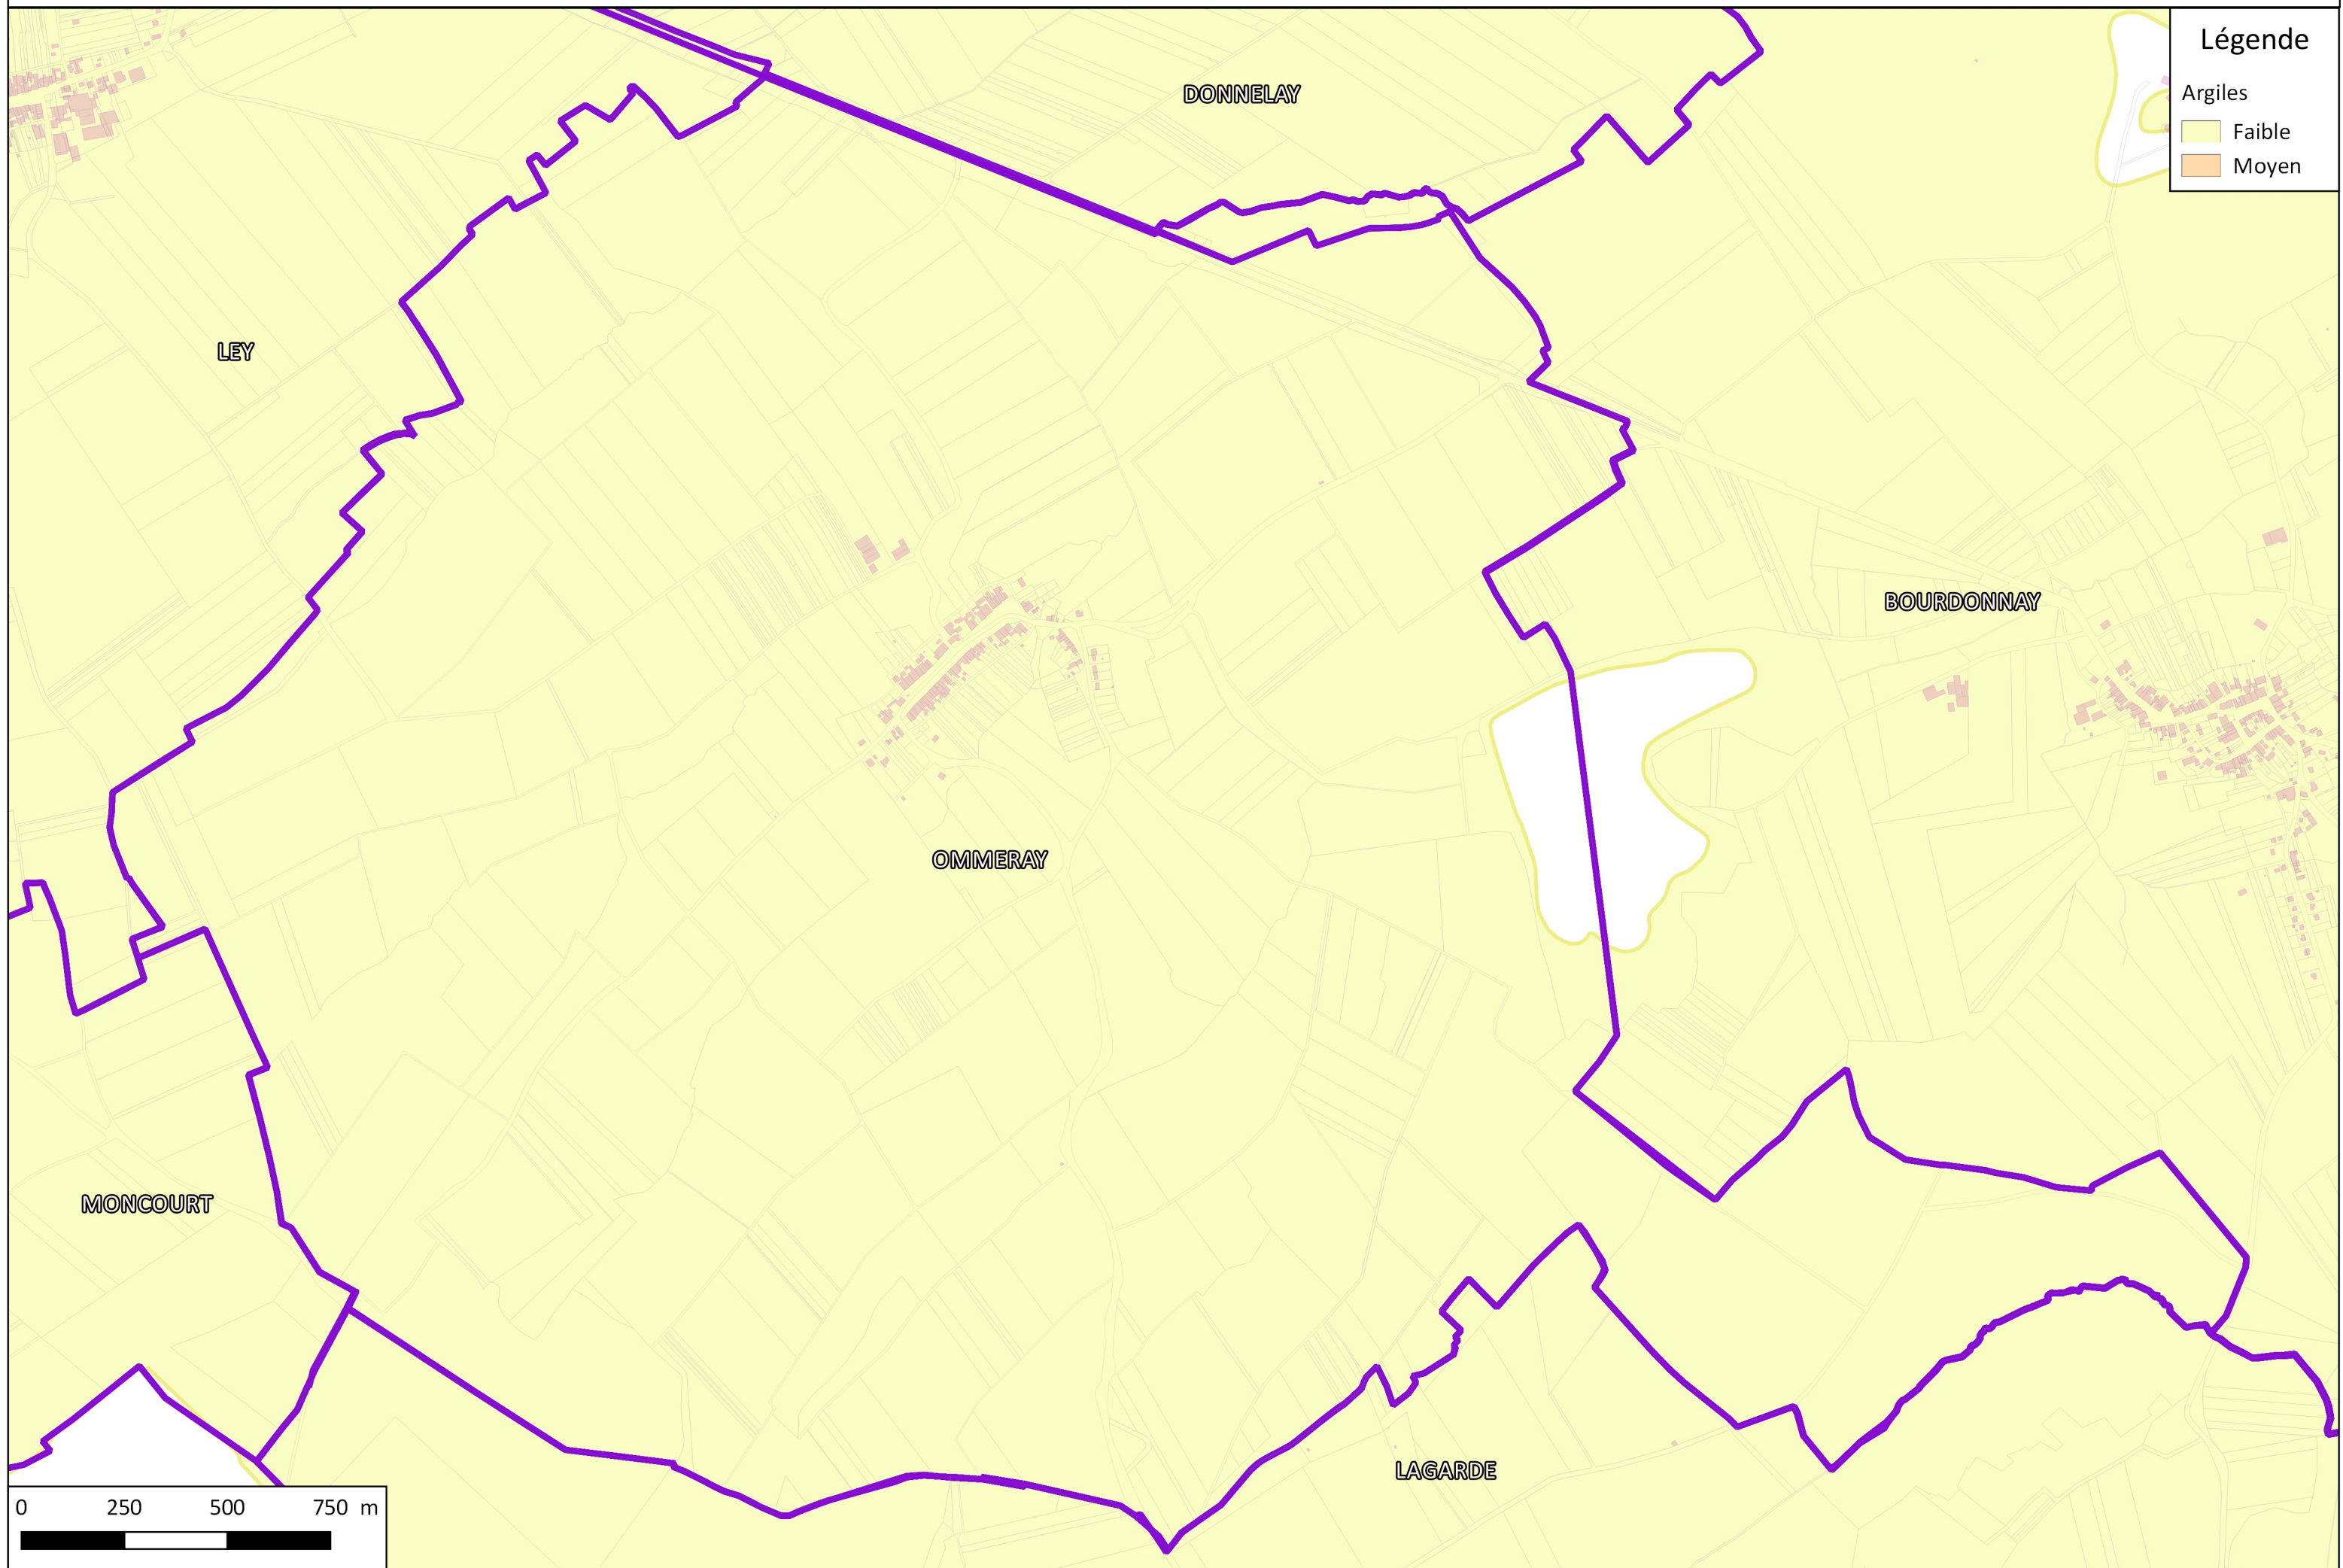 Légende
Argiles
Faible
Moyen
DONNELAY
LEY
BOURDONNAY
OMMERAY
MONCOURT
LAGARDE
0 250 500 750 m